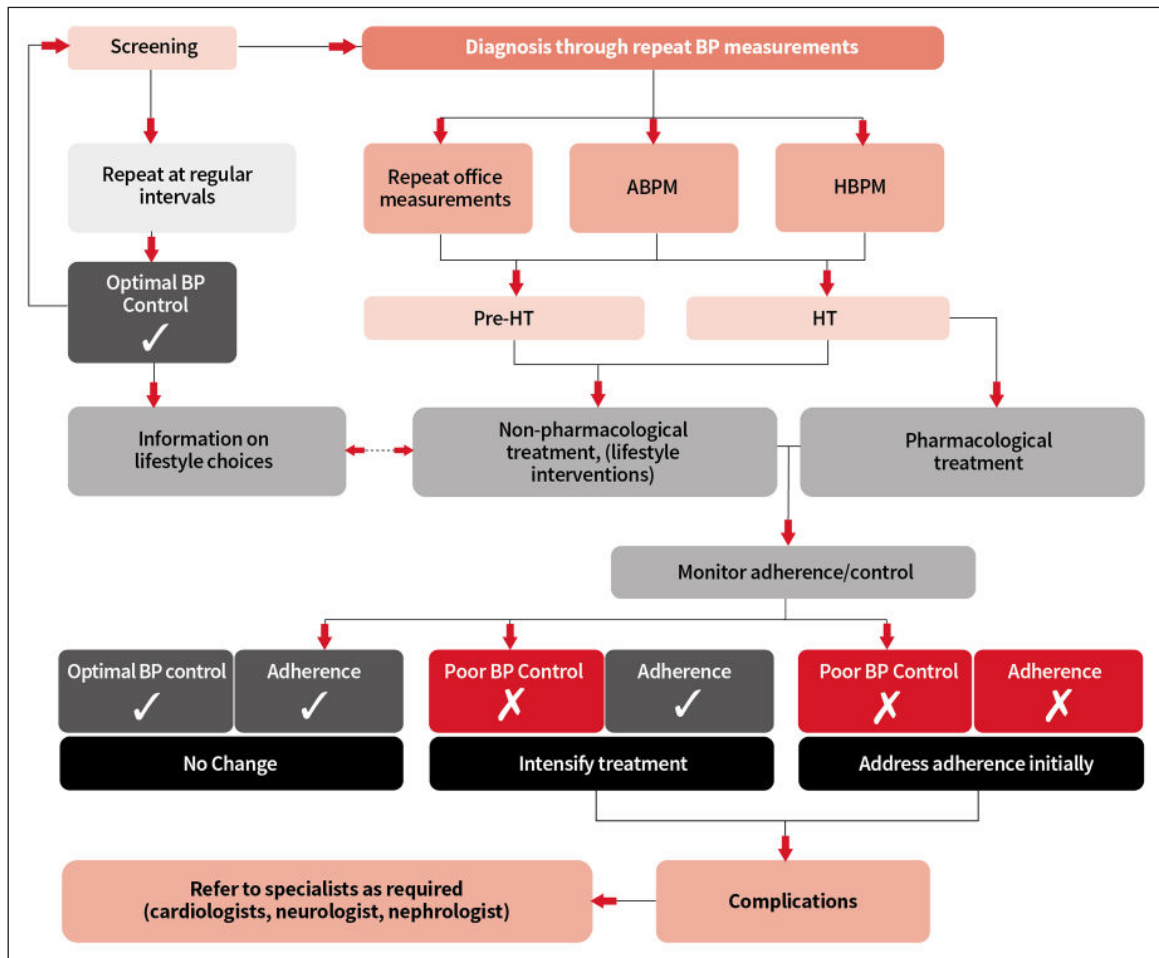 Screening
Diagnosis through repeat BP measurements
Repeat at regular
intervals
Repeat office
measurements
ABPM
HBPM
Optimal BP
Control
✓
Pre-HT
HT
Information on
lifestyle choices
Non-pharmacological
treatment, (lifestyle
interventions)
Pharmacological
treatment
Monitor adherence/control
Optimal BP control
✓
Adherence
✓
Poor BP Control
✗
Adherence
✓
Poor BP Control
✗
Adherence
✗
No Change
Intensify treatment
Address adherence initially
Refer to specialists as required
(cardiologists, neurologist, nephrologist)
Complications